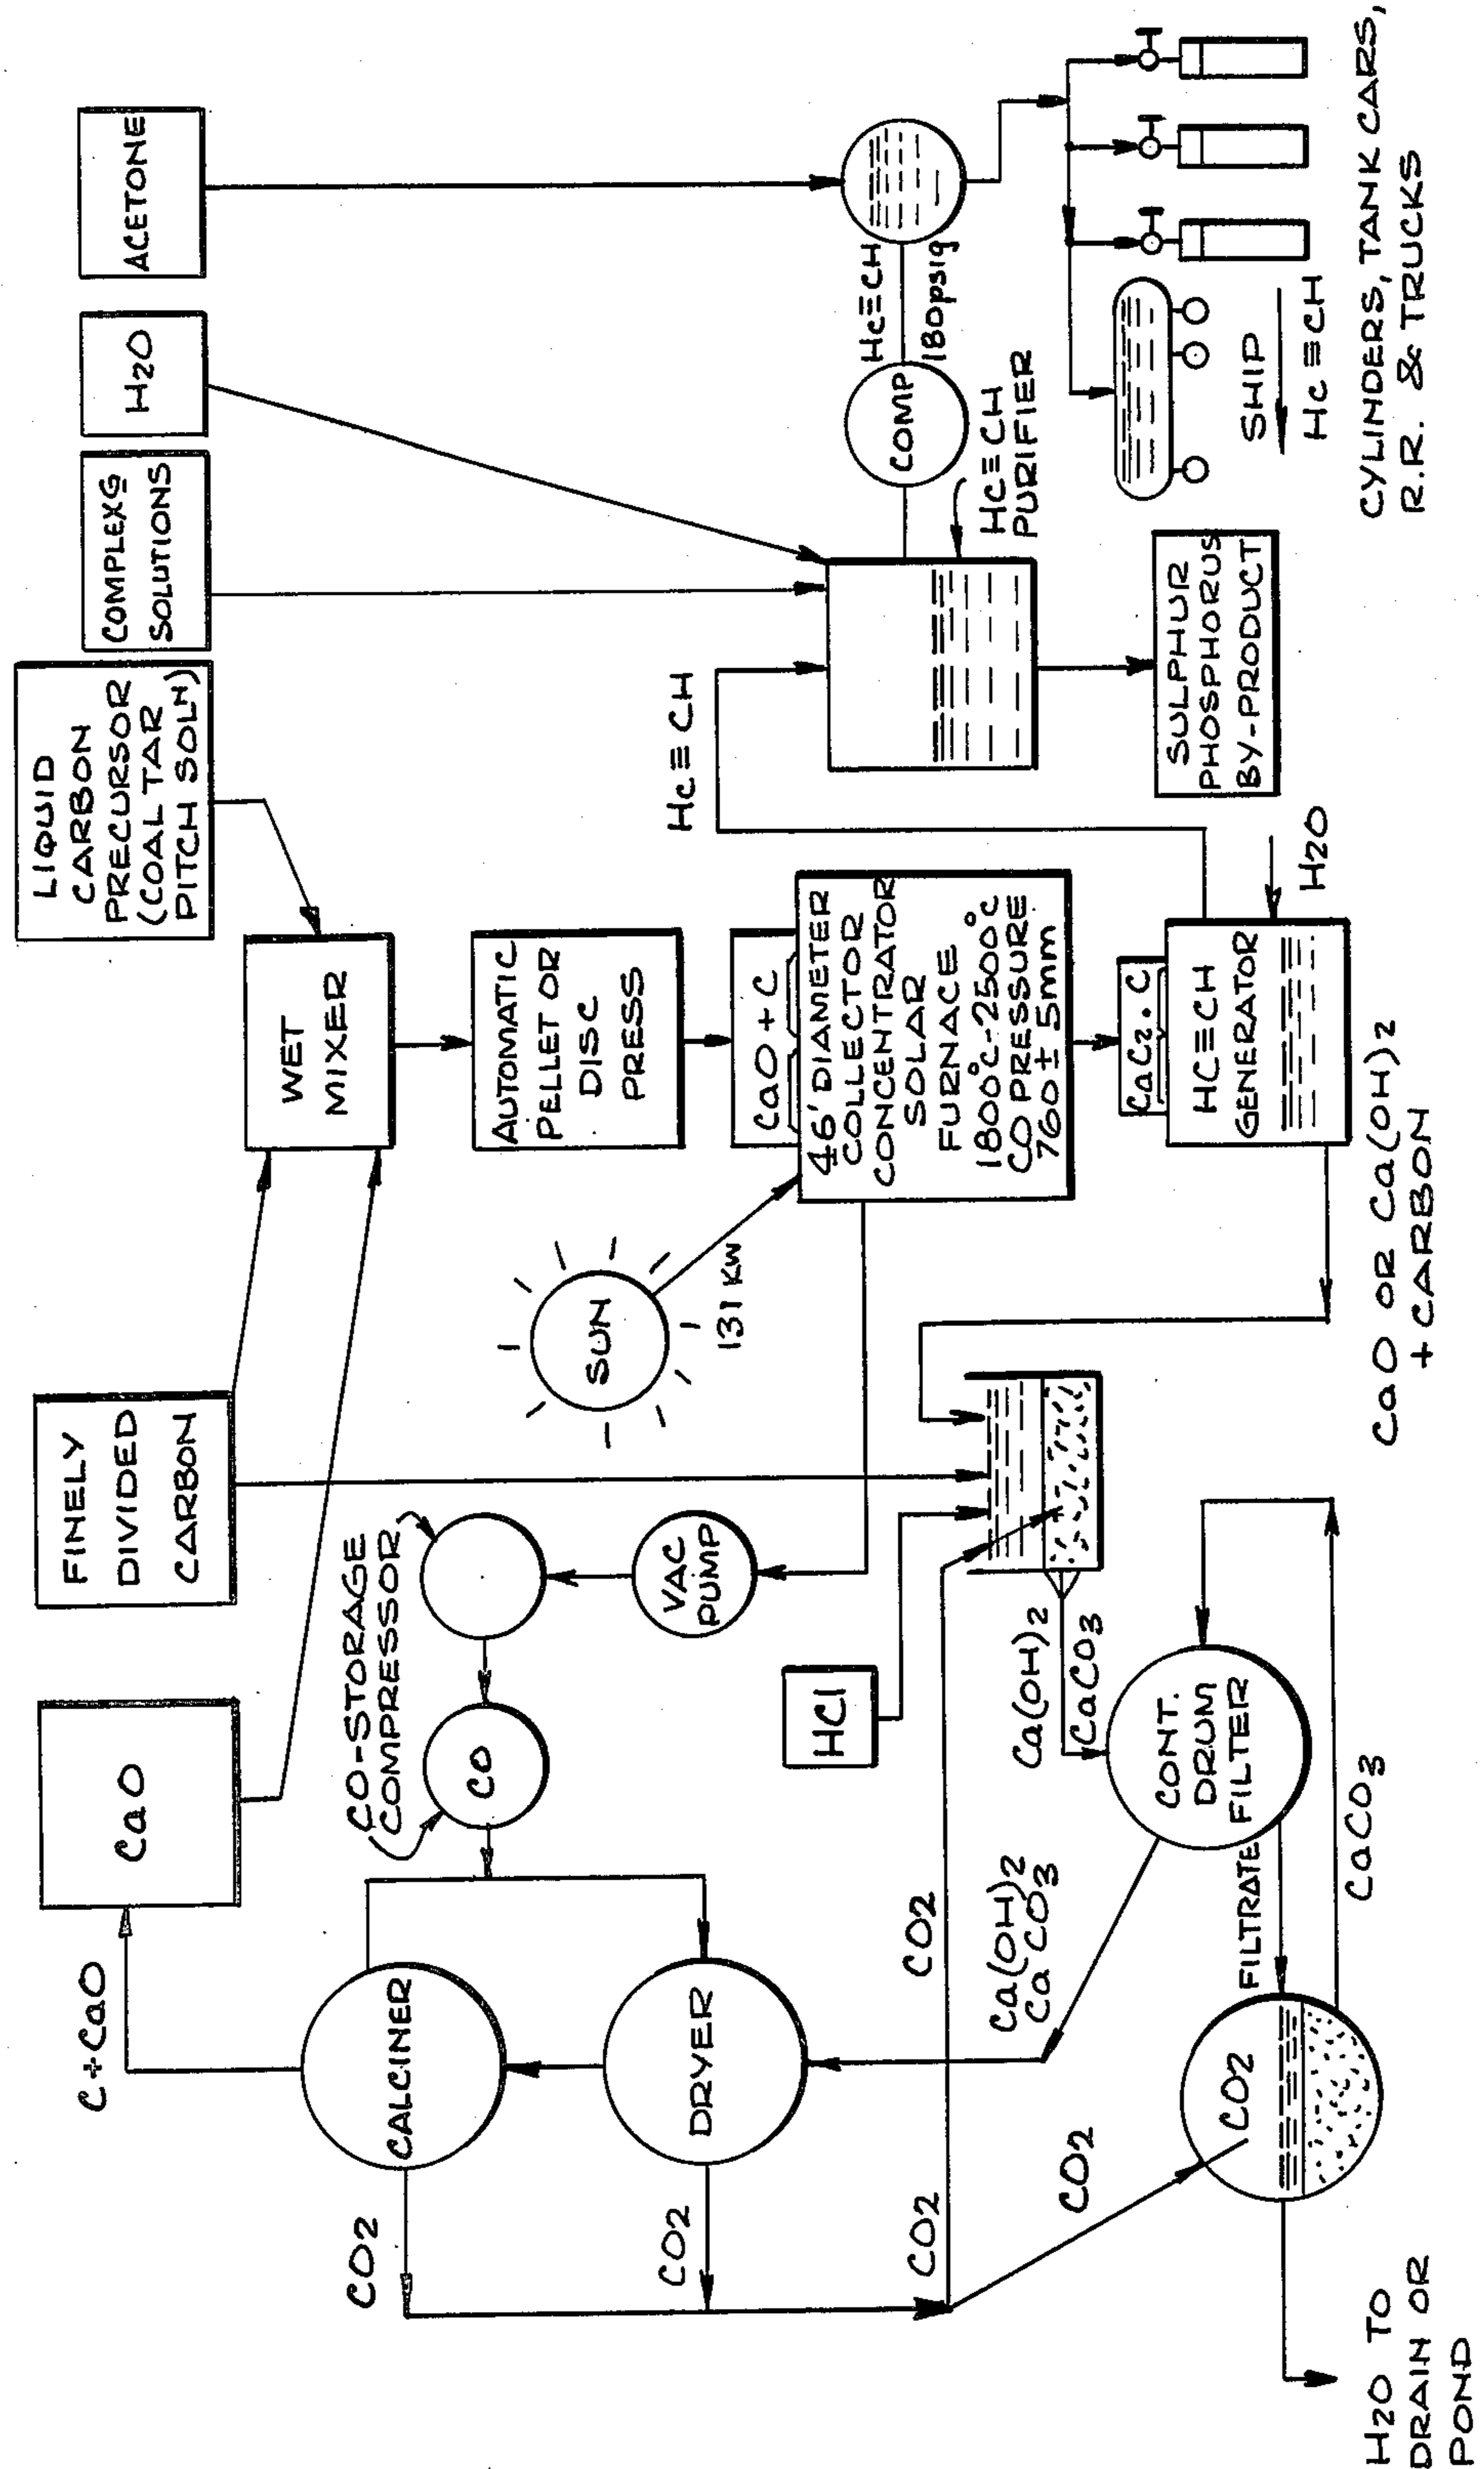 CaO
FINELY
DIVIDED
CARBON
LIQUID
CARBON
PRECURSOR
(COAL TAR
PITCH SOLN)
COMPLEXG
SOLUTIONS
H2O
ACETONE
C+CaO
CALCINER
DRYER
CO2
CO2
CO2
CO2
CO2
CO-STORAGE
COMPRESSOR
CO
VAC
PUMP
HCl
SUN
131 KW
WET
MIXER
AUTOMATIC
PELLET OR
DISC
PRESS
CaO + C
46' DIAMETER
COLLECTOR
CONCENTRATOR
SOLAR
FURNACE
1800°C-2500°C
CO PRESSURE
760 ± 5mm
CaC2·C
HC≡CH
GENERATOR
H2O
HC≡CH
HC≡CH
PURIFIER
COMP
HC≡CH
180psig
SULPHUR
PHOSPHORUS
BY-PRODUCT
SHIP
HC≡CH
CYLINDERS, TANK CARS,
R.R. & TRUCKS
Ca(OH)2
CaCO3
CONT.
DRUM
FILTER
Ca(OH)2
CaCO3
FILTRATE
CaCO3
CO2
H2O TO
DRAIN OR
POND
CaO OR Ca(OH)2
+ CARBON